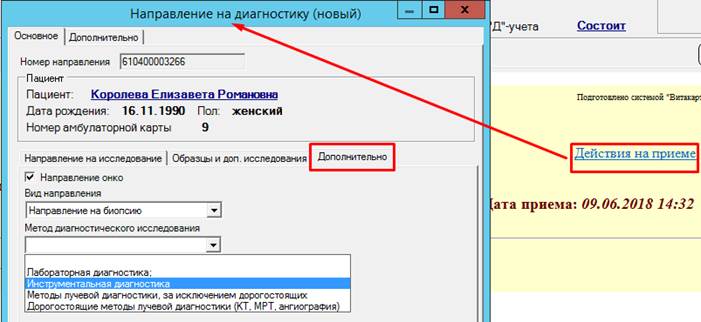 Направление на диагностику (новый)
Основное Дополнительно
Номер направления 610400003266
Пациент
Пациент: Королева Елизавета Романовна
Дата рождения: 16.11.1990 Пол: женский
Номер амбулаторной карты 9
Направление на исследование Образцы и доп. исследования Дополнительно
Направление онко
Вид направления
Направление на биопсию
Метод диагностического исследования
Лабораторная диагностика;
Инструментальная диагностика
Методы лучевой диагностики, за исключением дорогостоящих
Дорогостоящие методы лучевой диагностики (КТ, МРТ, ангиография)
"Д"-учета Состоит
Подготовлено системой "Витакарт
Действия на приеме
Дата приема: 09.06.2018 14:32